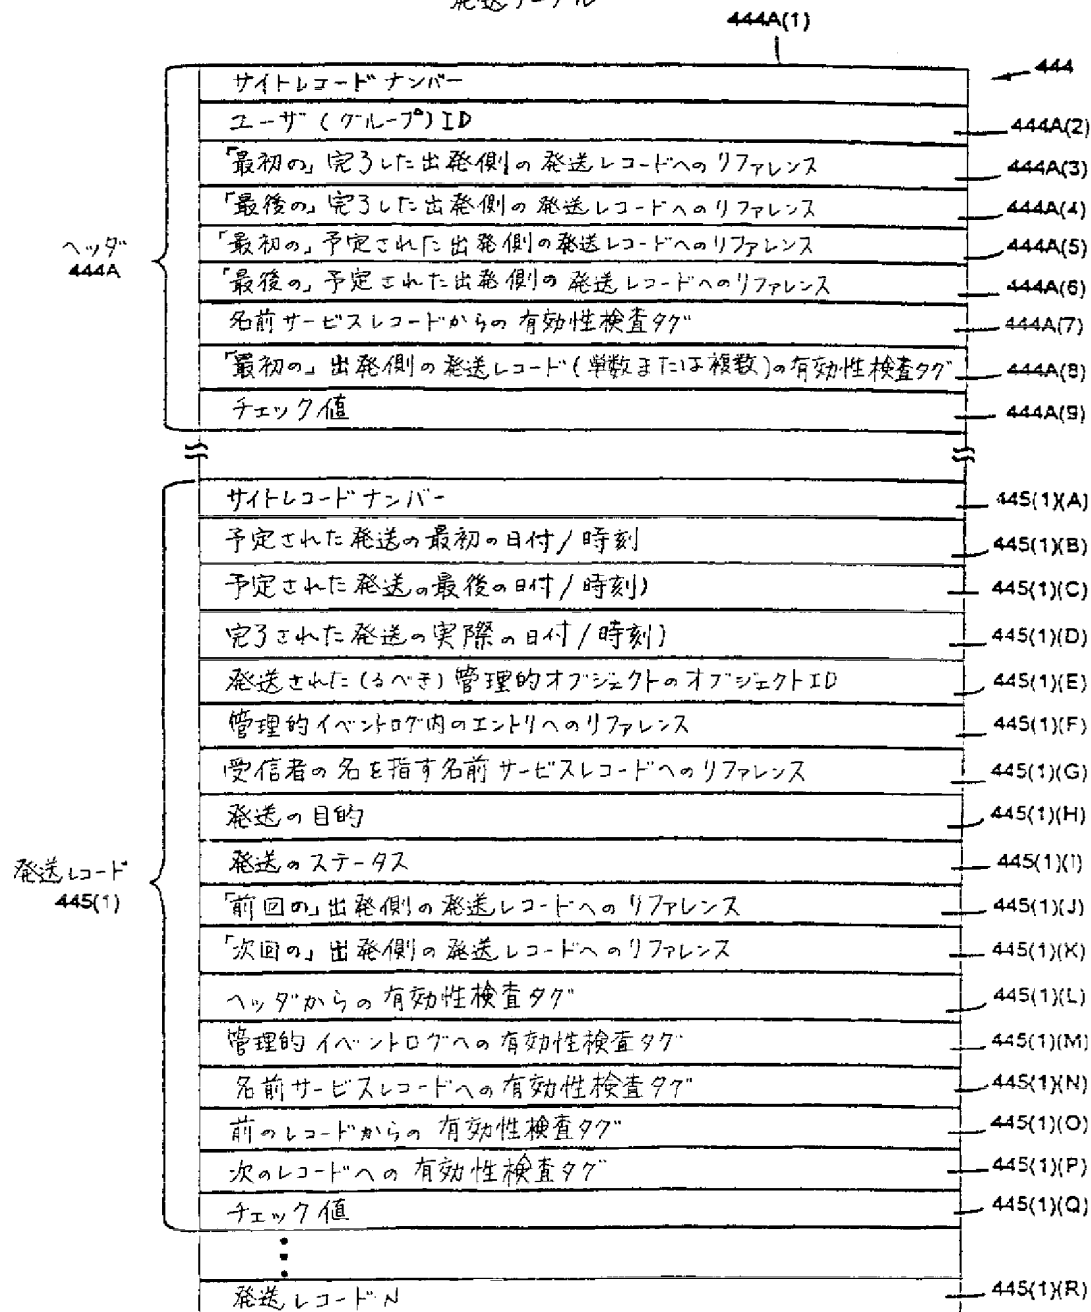 発送テーブル
444A(1)
444
サイトレコードナンバー
ユーザ(グループ)ID 444A(2)
「最初の」完了した出発側の発送レコードへのリファレンス 444A(3)
「最後の」完了した出発側の発送レコードへのリファレンス 444A(4)
「最初の」予定された出発側の発送レコードへのリファレンス 444A(5)
ヘッダ
444A
「最後の」予定された出発側の発送レコードへのリファレンス 444A(6)
名前サービスレコードからの有効性検査タグ 444A(7)
「最初の」出発側の発送レコード(単数または複数)の有効性検査タグ 444A(8)
チェック値 444A(9)
サイトレコードナンバー 445(1)(A)
予定された発送の最初の日付/時刻 445(1)(B)
予定された発送の最後の日付/時刻) 445(1)(C)
完了された発送の実際の日付/時刻) 445(1)(D)
発送された(るべき)管理的オブジェクトのオブジェクトID 445(1)(E)
管理的イベントログ内のエントリへのリファレンス 445(1)(F)
受信者の名を指す名前サービスレコードへのリファレンス 445(1)(G)
発送の目的 445(1)(H)
発送のステータス 445(1)(I)
発送レコード
445(1)
「前回の」出発側の発送レコードへのリファレンス 445(1)(J)
「次回の」出発側の発送レコードへのリファレンス 445(1)(K)
ヘッダからの有効性検査タグ 445(1)(L)
管理的イベントログへの有効性検査タグ 445(1)(M)
名前サービスレコードへの有効性検査タグ 445(1)(N)
前のレコードからの有効性検査タグ 445(1)(O)
次のレコードへの有効性検査タグ 445(1)(P)
チェック値 445(1)(Q)
発送レコードN 445(1)(R)